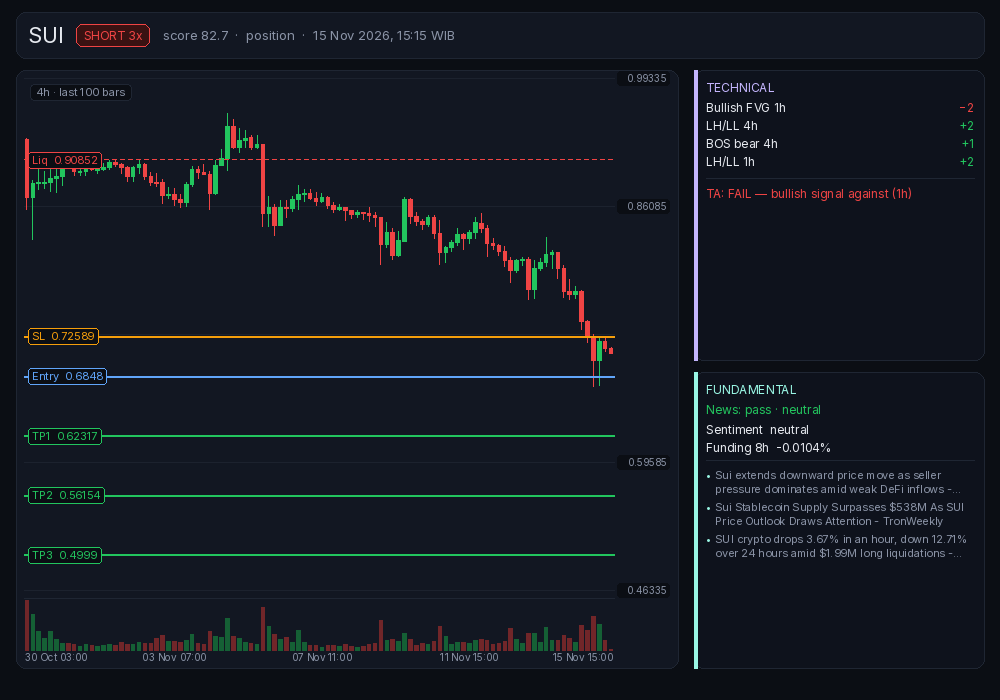 SUI SHORT 3x score 82.7 · position · 15 Nov 2026, 15:15 WIB
4h · last 100 bars
0.99335
Liq 0.90852
0.86085
SL 0.72589
Entry 0.6848
TP1 0.62317
0.59585
TP2 0.56154
TP3 0.4999
0.46335
30 Oct 03:00 03 Nov 07:00 07 Nov 11:00 11 Nov 15:00 15 Nov 15:00
TECHNICAL
Bullish FVG 1h −2
LH/LL 4h +2
BOS bear 4h +1
LH/LL 1h +2
TA: FAIL — bullish signal against (1h)
FUNDAMENTAL
News: pass · neutral
Sentiment neutral
Funding 8h -0.0104%
• Sui extends downward price move as seller
pressure dominates amid weak DeFi inflows -...
• Sui Stablecoin Supply Surpasses $538M As SUI
Price Outlook Draws Attention - TronWeekly
• SUI crypto drops 3.67% in an hour, down 12.71%
over 24 hours amid $1.99M long liquidations -...